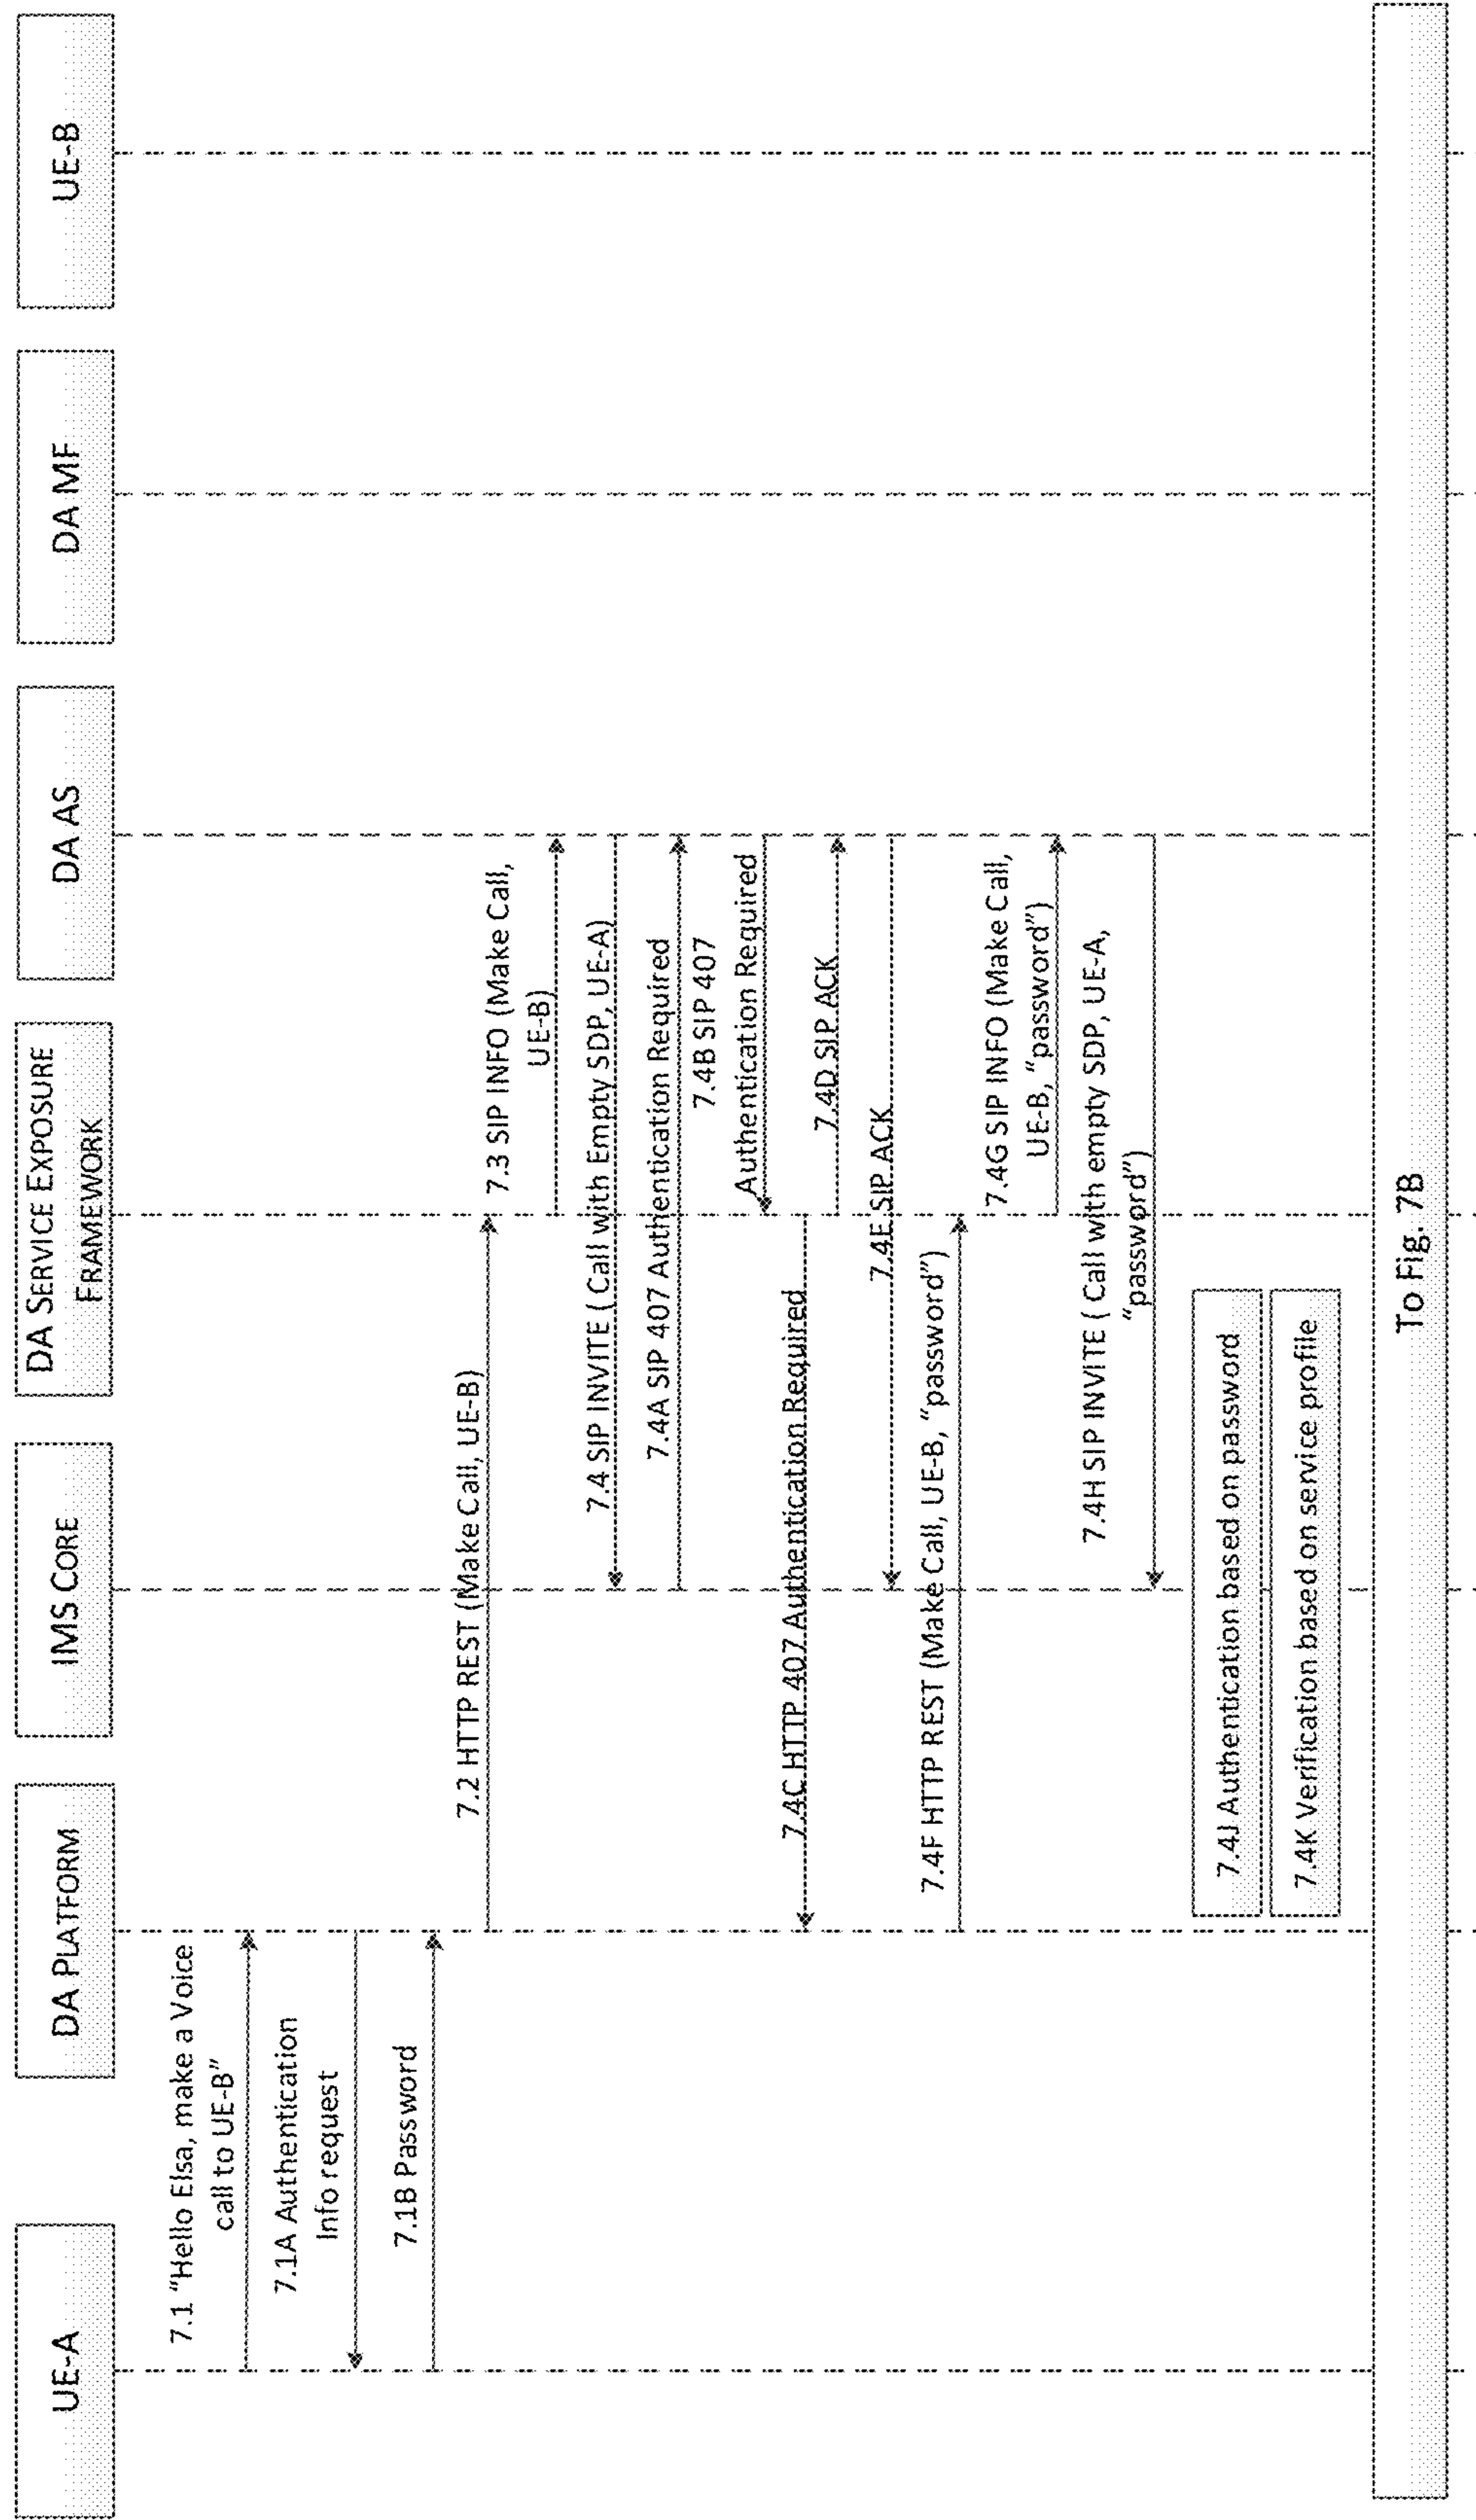 UE-A
DA PLATFORM
IMS CORE
DA SERVICE EXPOSURE
FRAMEWORK
DA AS
DA MF
UE-B
7.1 “Hello Elsa, make a Voice
call to UE-B”
7.1A Authentication
Info request
7.1B Password
7.2 HTTP REST (Make Call, UE-B)
7.3 SIP INFO (Make Call,
UE-B)
7.4 SIP INVITE ( Call with Empty SDP, UE-A)
7.4A SIP 407 Authentication Required
7.4B SIP 407
Authentication Required
7.4C HTTP 407 Authentication Required
7.4D SIP ACK
7.4E SIP ACK
7.4F HTTP REST (Make Call, UE-B, “password”)
7.4G SIP INFO (Make Call,
UE-B, “password”)
7.4H SIP INVITE ( Call with empty SDP, UE-A,
“password”)
7.4J Authentication based on password
7.4K Verification based on service profile
To Fig. 7B